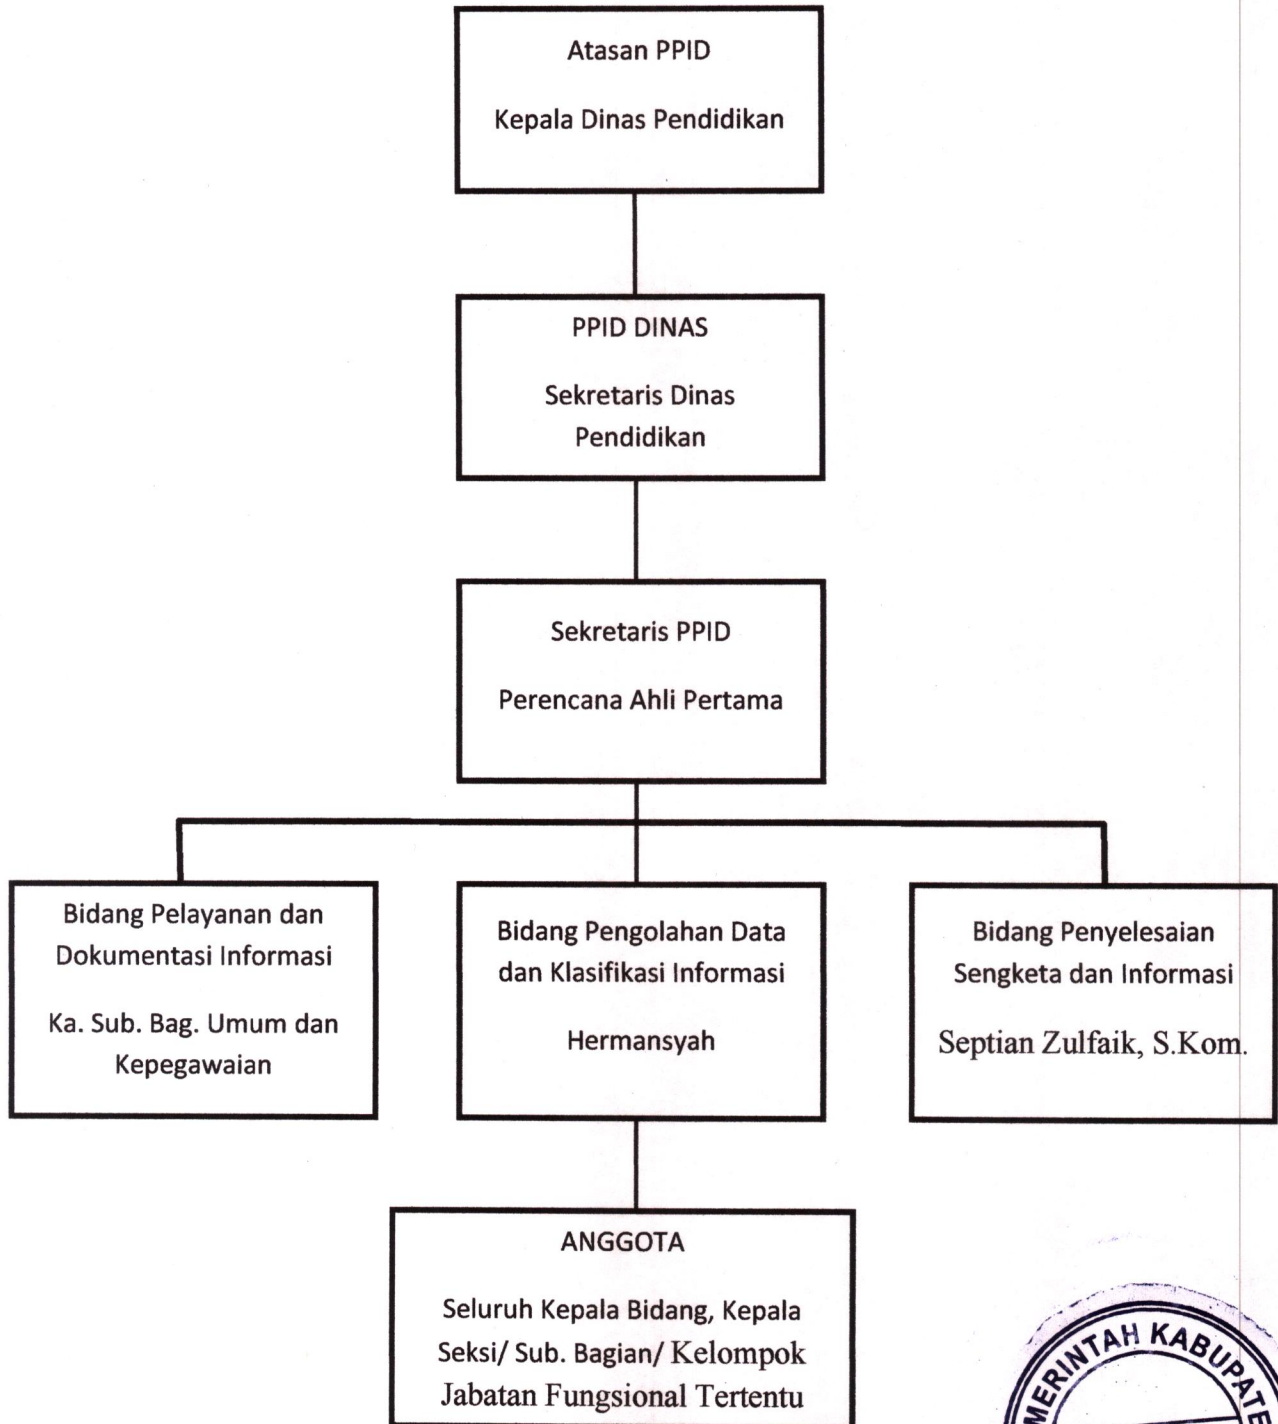 Atasan PPID
Kepala Dinas Pendidikan
PPID DINAS
Sekretaris Dinas
Pendidikan
Sekretaris PPID
Perencana Ahli Pertama
Bidang Pelayanan dan
Dokumentasi Informasi
Ka. Sub. Bag. Umum dan
Kepegawaian
Bidang Pengolahan Data
dan Klasifikasi Informasi
Hermansyah
Bidang Penyelesaian
Sengketa dan Informasi
Septian Zulfaik, S.Kom.
ANGGOTA
Seluruh Kepala Bidang, Kepala
Seksi/ Sub. Bagian/ Kelompok
Jabatan Fungsional Tertentu
MERINTAH KABUPATE